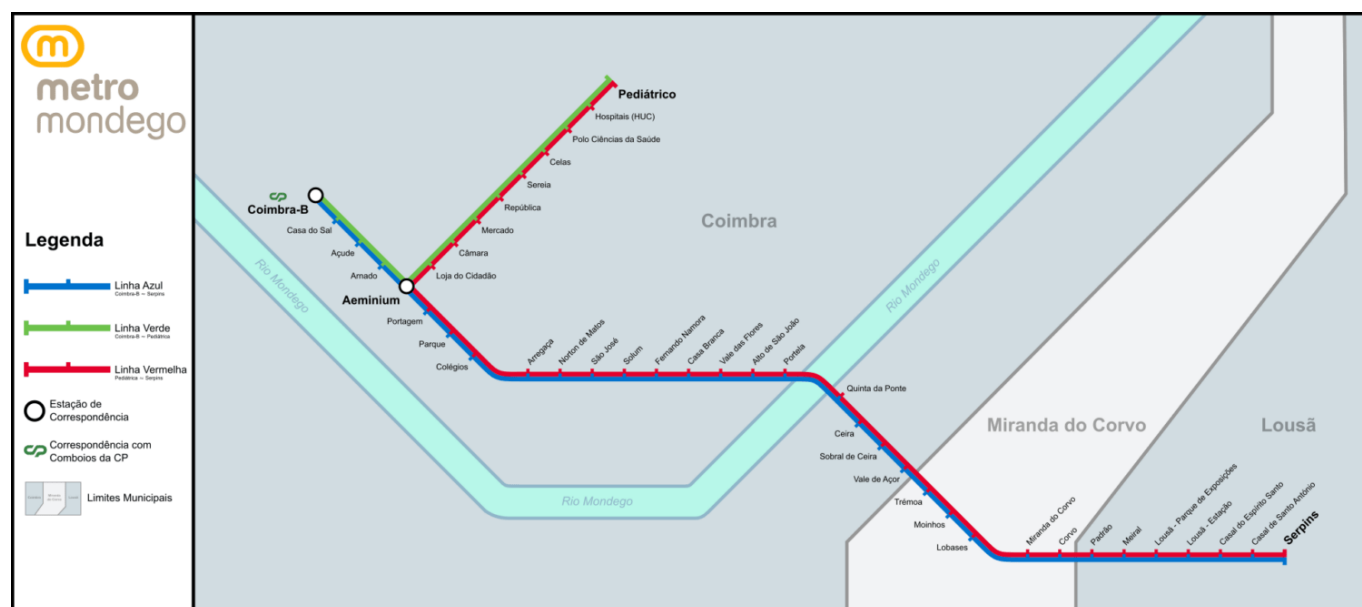 m
metro
mondego
Legenda
Linha Azul
Coimbra-B – Serpins
Linha Verde
Coimbra-B – Pediátrica
Linha Vermelha
Pediátrica – Serpins
Estação de
Correspondência
Correspondência com
Comboios da CP
Limites Municipais
Pediátrico
Hospitais (HUC)
Polo Ciências da Saúde
Celas
Sereia
República
Mercado
Câmara
Loja do Cidadão
Coimbra-B
Casa do Sal
Açude
Arnado
Aeminium
Portagem
Parque
Colégios
Arregaça
Norton de Matos
São José
Solum
Fernando Namora
Casa Branca
Vale das Flores
Alto de São João
Portela
Quinta da Ponte
Ceira
Sobral de Ceira
Vale de Açor
Trémoa
Moinhos
Lobases
Miranda do Corvo
Corvo
Padrão
Meiral
Lousã - Parque de Exposições
Lousã - Estação
Casal do Espírito Santo
Casal de Santo António
Serpins
Coimbra
Miranda do Corvo
Lousã
Rio Mondego
Rio Mondego
Rio Mondego